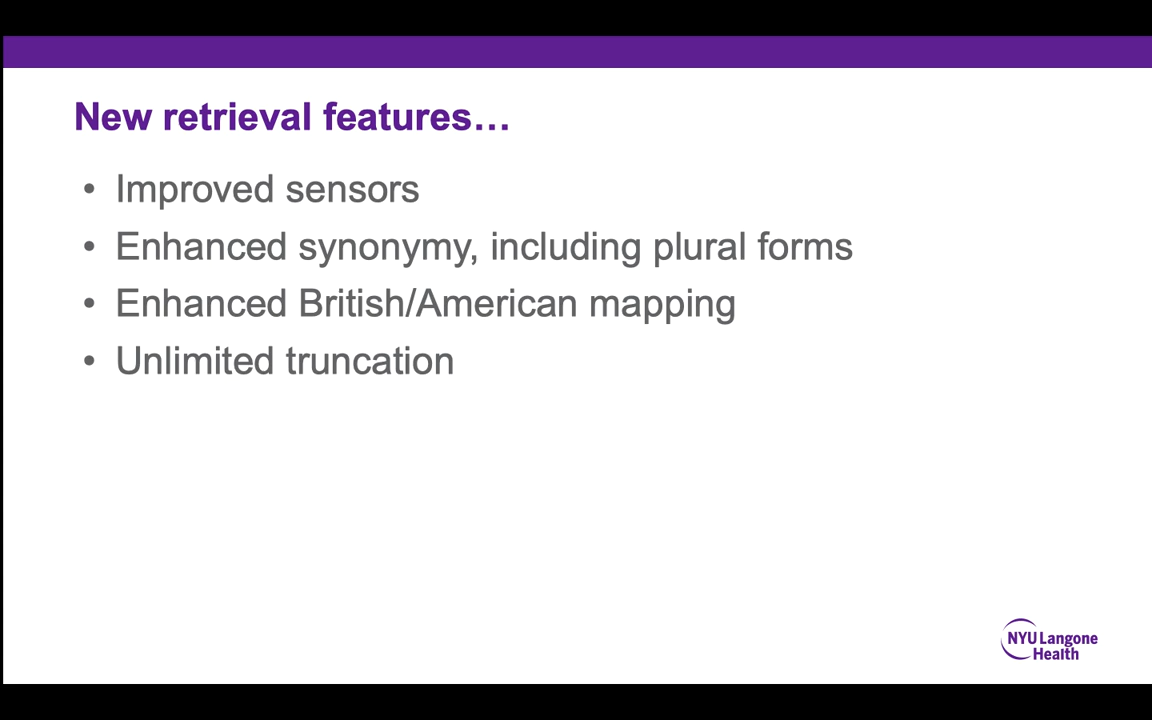 New retrieval features…
• Improved sensors
• Enhanced synonymy, including plural forms
• Enhanced British/American mapping
• Unlimited truncation
NYU Langone
Health